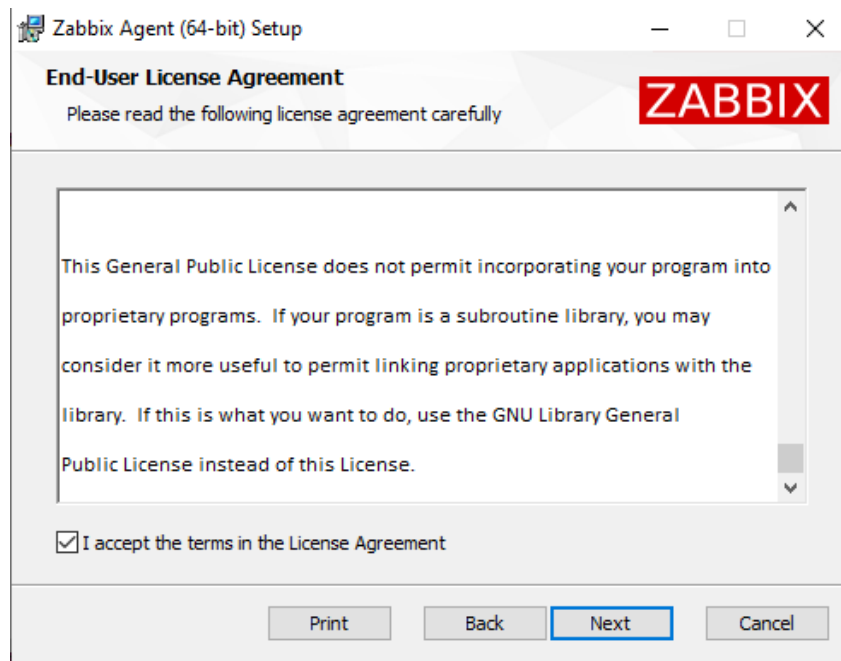 Zabbix Agent (64-bit) Setup
End-User License Agreement
Please read the following license agreement carefully
ZABBIX
This General Public License does not permit incorporating your program into
proprietary programs.  If your program is a subroutine library, you may
consider it more useful to permit linking proprietary applications with the
library.  If this is what you want to do, use the GNU Library General
Public License instead of this License.
I accept the terms in the License Agreement
Print Back Next Cancel